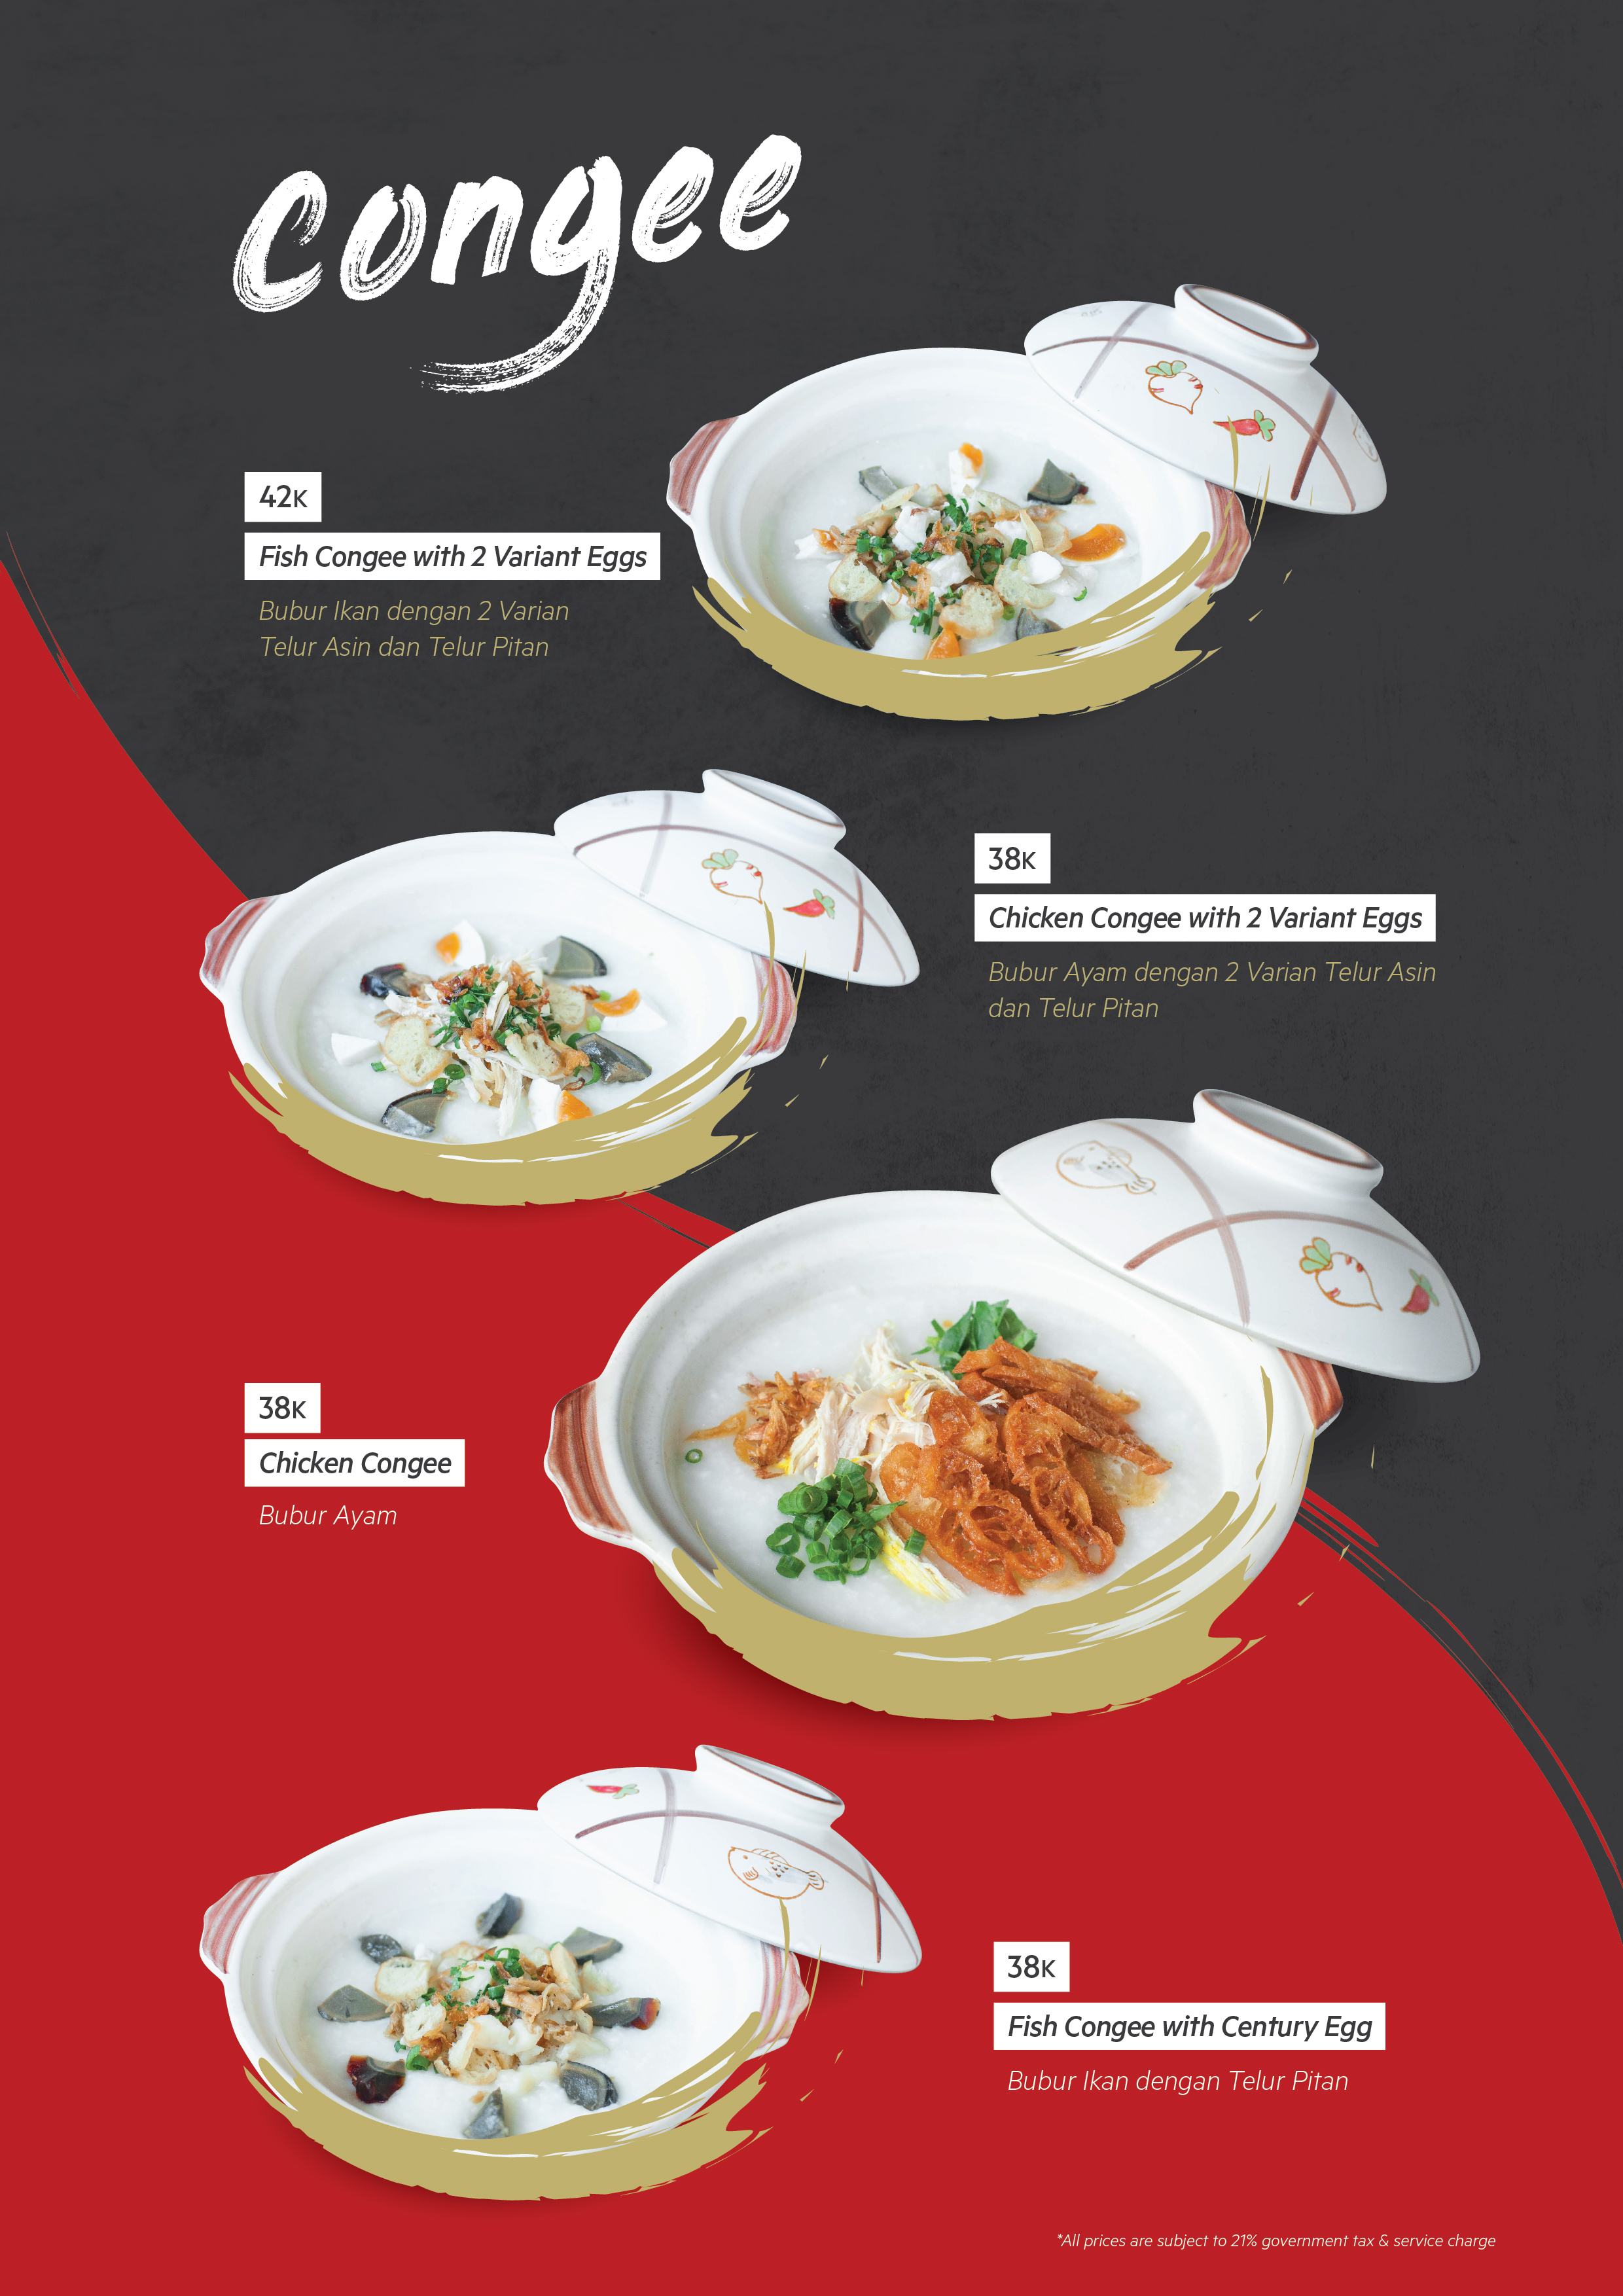 Congee
42K
Fish Congee with 2 Variant Eggs
Bubur Ikan dengan 2 Varian
Telur Asin dan Telur Pitan
38K
Chicken Congee with 2 Variant Eggs
Bubur Ayam dengan 2 Varian Telur Asin
dan Telur Pitan
38K
Chicken Congee
Bubur Ayam
38K
Fish Congee with Century Egg
Bubur Ikan dengan Telur Pitan
*All prices are subject to 21% government tax & service charge